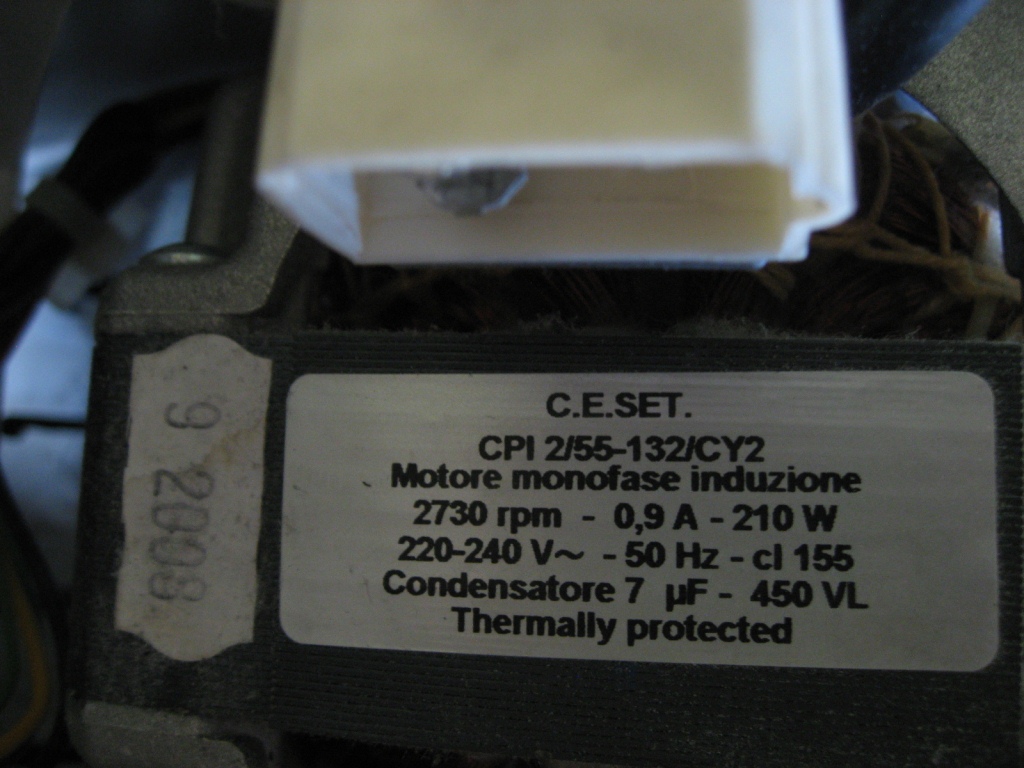 C.E.SET.
CPI 2/55-132/CY2
Motore monofase induzione
2730 rpm - 0,9 A - 210 W
220-240 V~ - 50 Hz - cl 155
Condensatore 7 µF - 450 VL
Thermally protected
9 2008